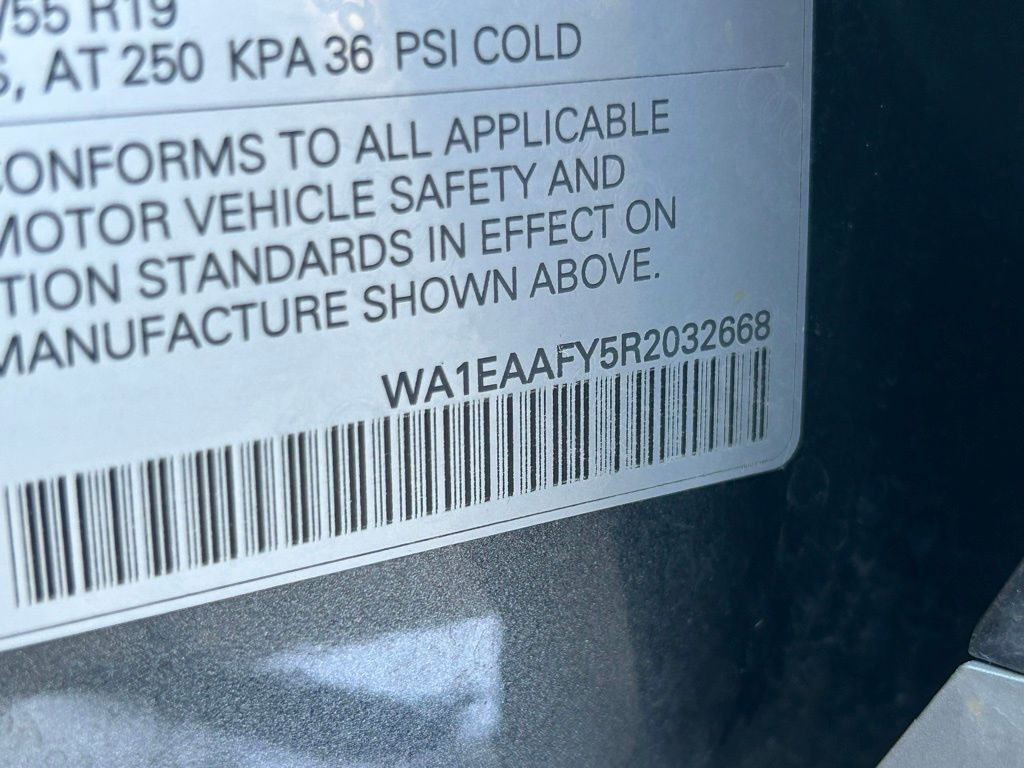 /55 R19
, AT 250 KPA 36 PSI COLD
CONFORMS TO ALL APPLICABLE
MOTOR VEHICLE SAFETY AND
TION STANDARDS IN EFFECT ON
MANUFACTURE SHOWN ABOVE.
WA1EAAFY5R2032668